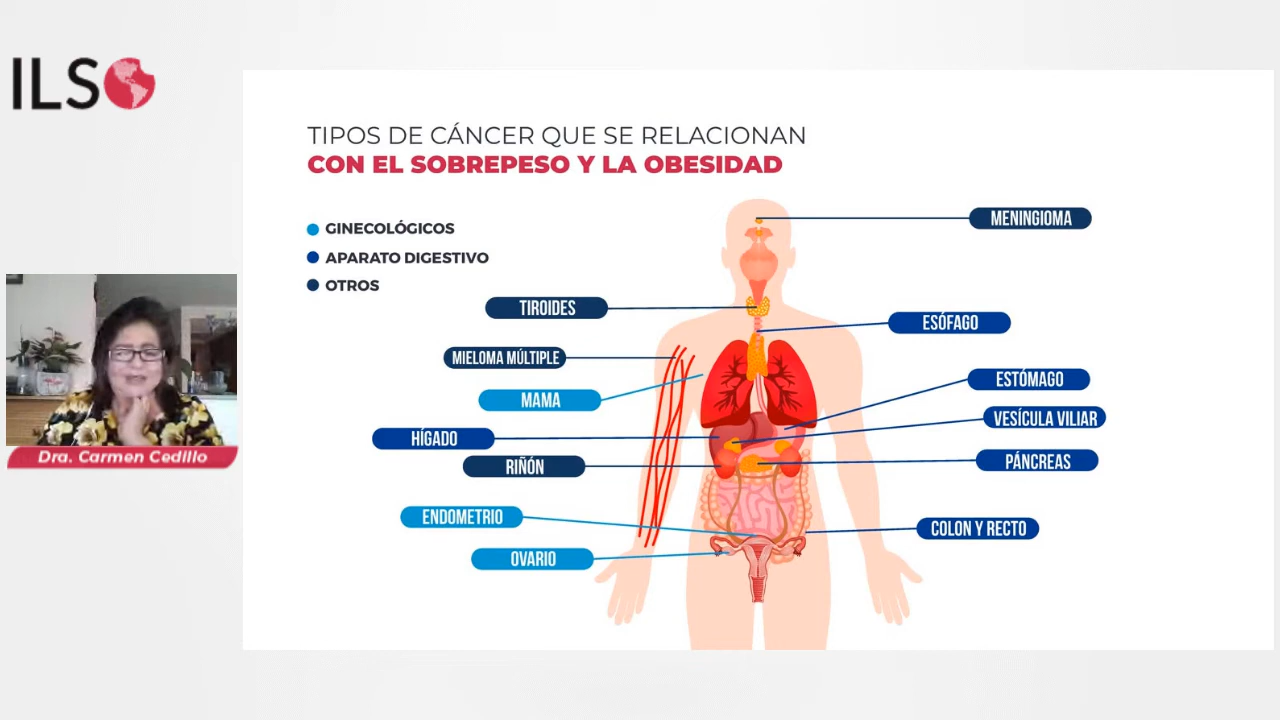 ILSO
TIPOS DE CÁNCER QUE SE RELACIONAN
CON EL SOBREPESO Y LA OBESIDAD
GINECOLÓGICOS
APARATO DIGESTIVO
OTROS
MENINGIOMA
TIROIDES
ESÓFAGO
MIELOMA MÚLTIPLE
ESTÓMAGO
MAMA
VESÍCULA VILIAR
HÍGADO
PÁNCREAS
RIÑÓN
ENDOMETRIO
COLON Y RECTO
OVARIO
Dra. Carmen Cedillo